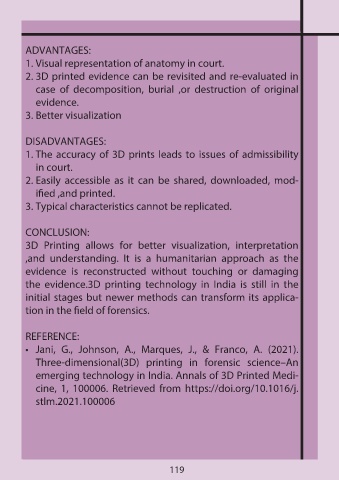 ADVANTAGES:
1. Visual representation of anatomy in court.
2. 3D printed evidence can be revisited and re-evaluated in
case of decomposition, burial ,or destruction of original
evidence.
3. Better visualization
DISADVANTAGES:
1. The accuracy of 3D prints leads to issues of admissibility
in court.
2. Easily accessible as it can be shared, downloaded, mod-
ified ,and printed.
3. Typical characteristics cannot be replicated.
CONCLUSION:
3D Printing allows for better visualization, interpretation
,and understanding. It is a humanitarian approach as the
evidence is reconstructed without touching or damaging
the evidence.3D printing technology in India is still in the
initial stages but newer methods can transform its applica-
tion in the field of forensics.
REFERENCE:
• Jani, G., Johnson, A., Marques, J., & Franco, A. (2021).
Three-dimensional(3D) printing in forensic science–An
emerging technology in India. Annals of 3D Printed Medi-
cine, 1, 100006. Retrieved from https://doi.org/10.1016/j.
stlm.2021.100006
119